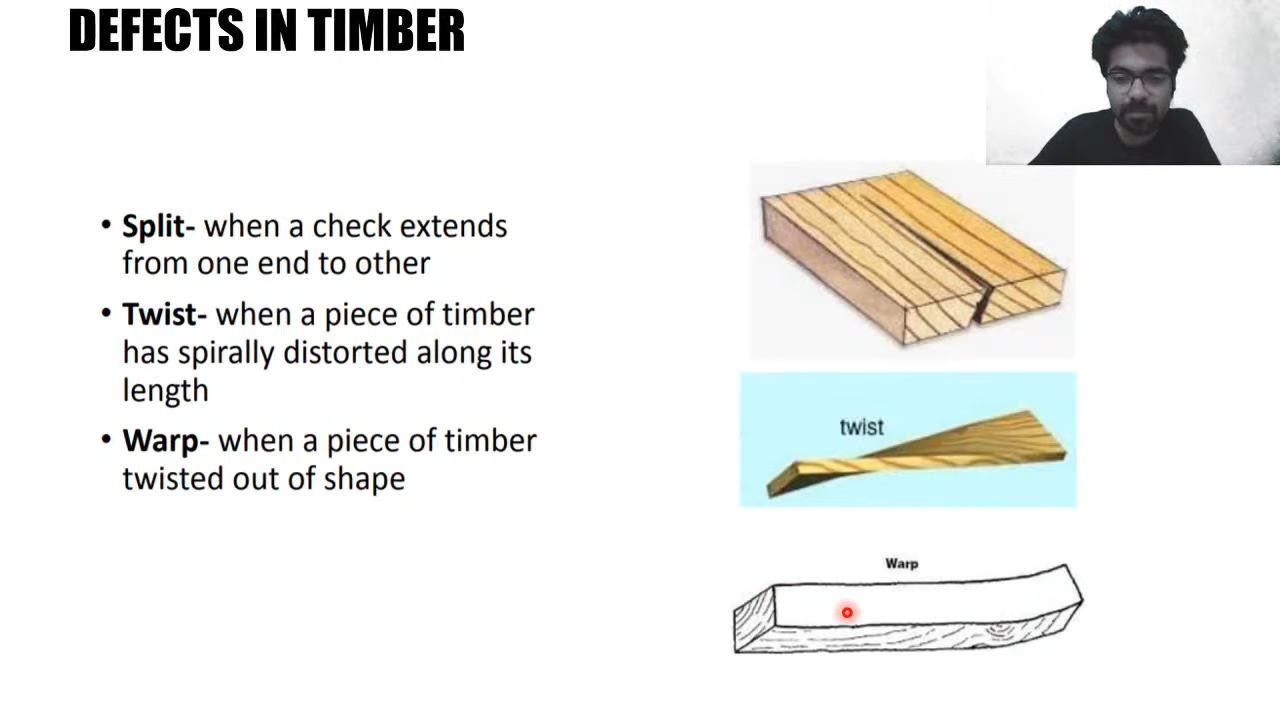 DEFECTS IN TIMBER
• Split- when a check extends
from one end to other
• Twist- when a piece of timber
has spirally distorted along its
length
• Warp- when a piece of timber
twisted out of shape
twist
Warp